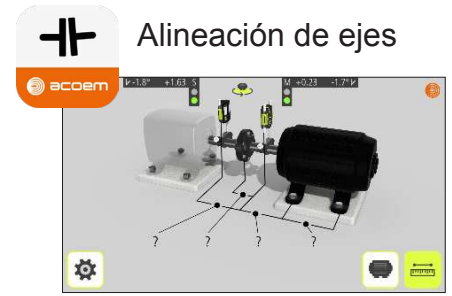 Alineación de ejes
acoem
-1.8° +1.63 S
M +0.23 -1.7°
? ? ? ?